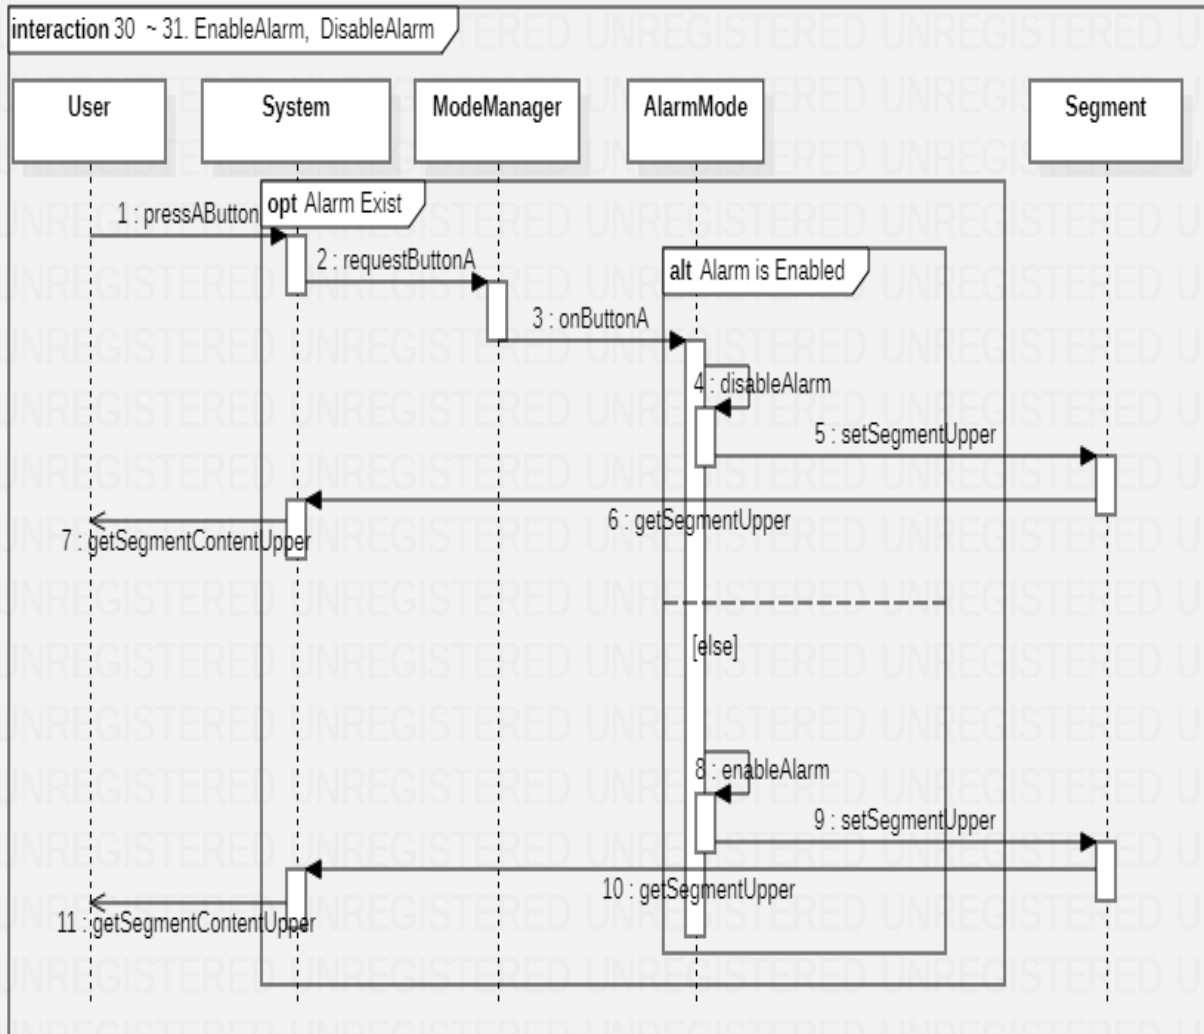 interaction 30 ~ 31. EnableAlarm, DisableAlarm
User
System
ModeManager
AlarmMode
Segment
opt Alarm Exist
1 : pressAButton
2 : requestButtonA
alt Alarm is Enabled
3 : onButtonA
4 : disableAlarm
5 : setSegmentUpper
6 : getSegmentUpper
7 : getSegmentContentUpper
[else]
8 : enableAlarm
9 : setSegmentUpper
10 : getSegmentUpper
11 : getSegmentContentUpper
UNREGISTERED